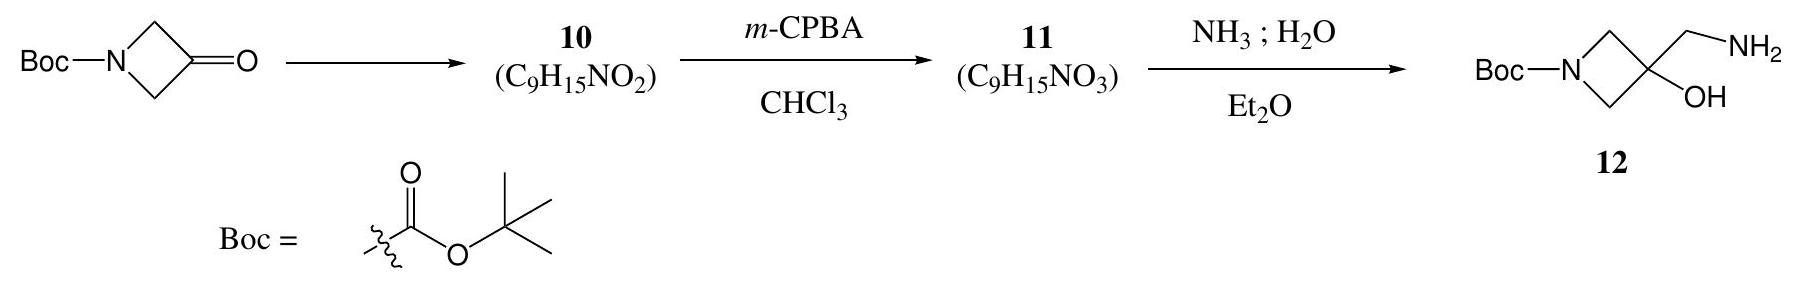 Boc—N =O
10
(C₉H₁₅NO₂)
m-CPBA
CHCl₃
11
(C₉H₁₅NO₃)
NH₃ ; H₂O
Et₂O
Boc—N NH₂
OH
12
Boc = O
O